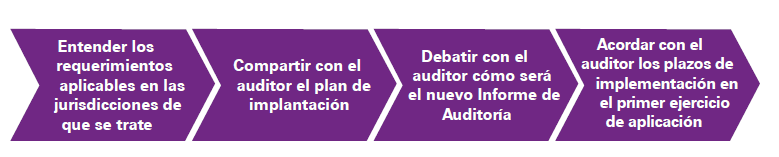 Entender los
requerimientos
aplicables en las
jurisdicciones de
que se trate
Compartir con el
auditor el plan de
implantación
Debatir con el
auditor cómo será
el nuevo Informe de
Auditoría
Acordar con el
auditor los plazos de
implementación en
el primer ejercicio
de aplicación